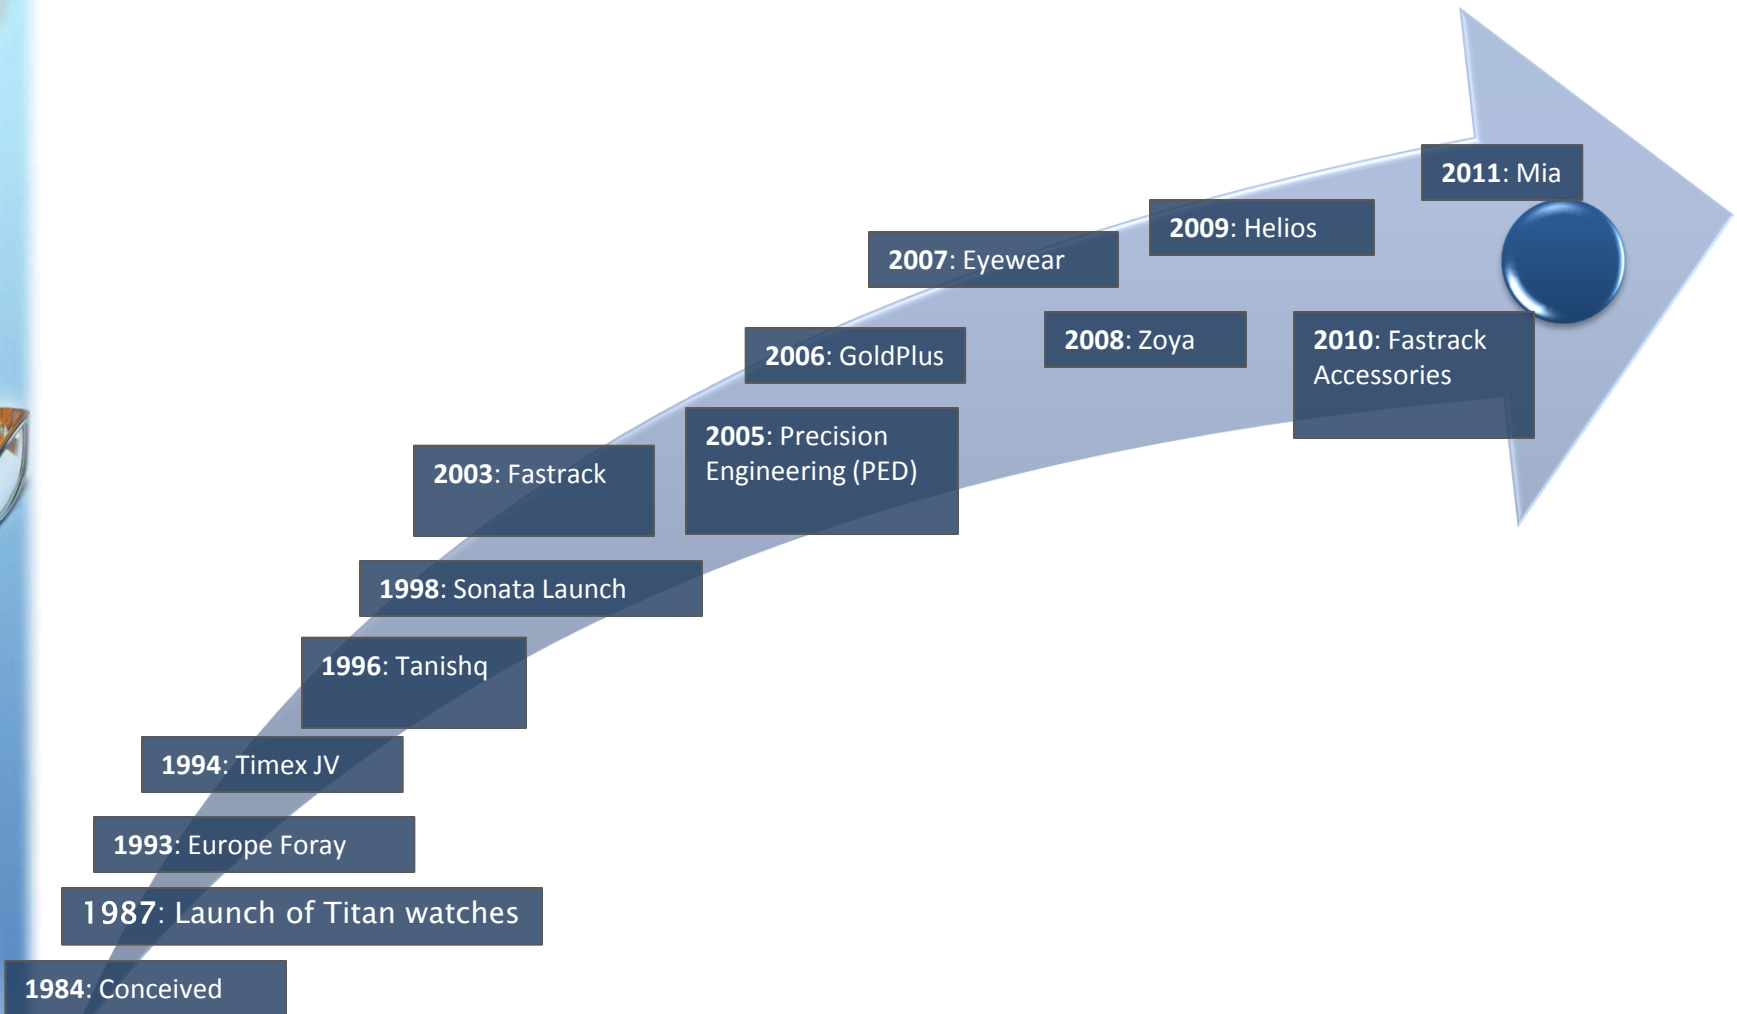 2011: Mia
2009: Helios
2007: Eyewear
2008: Zoya
2010: Fastrack
Accessories
2006: GoldPlus
2005: Precision
Engineering (PED)
2003: Fastrack
1998: Sonata Launch
1996: Tanishq
1994: Timex JV
1993: Europe Foray
1987: Launch of Titan watches
1984: Conceived